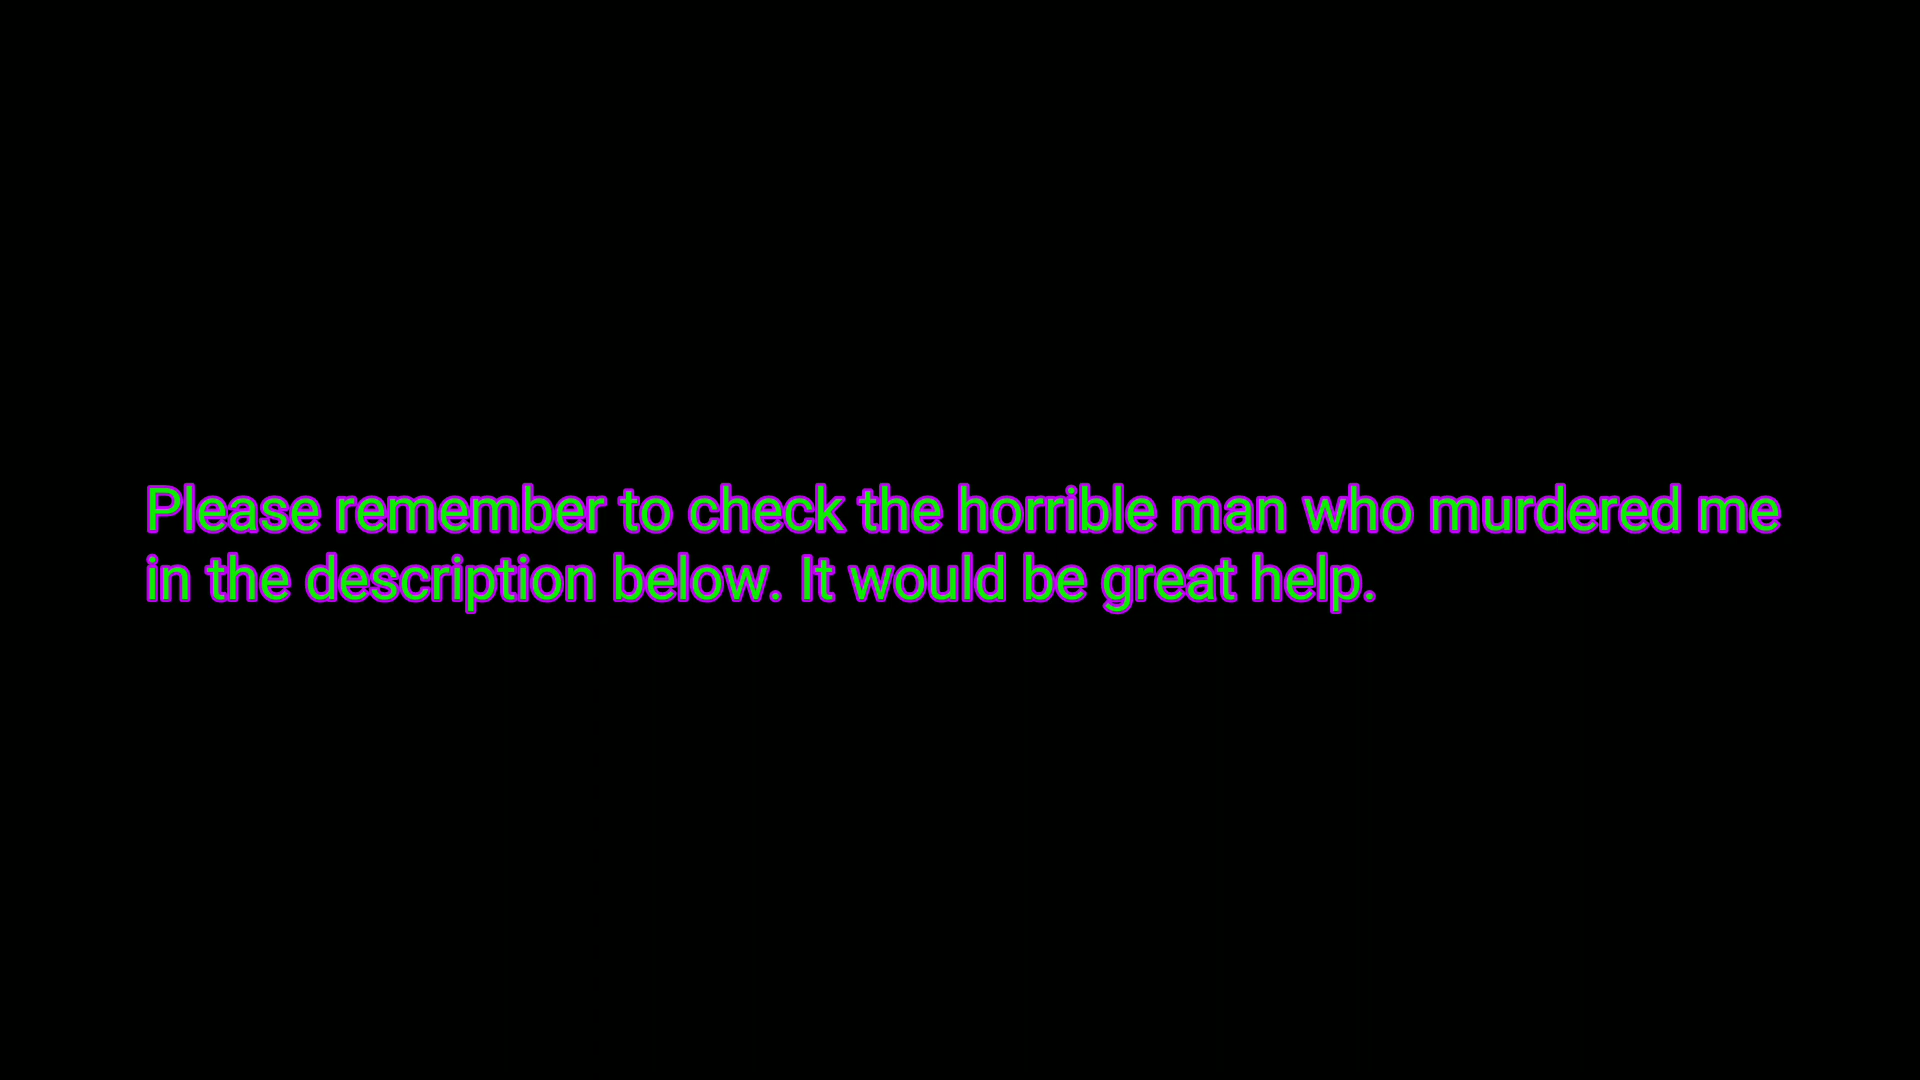 Please remember to check the horrible man who murdered me
in the description below. It would be great help.